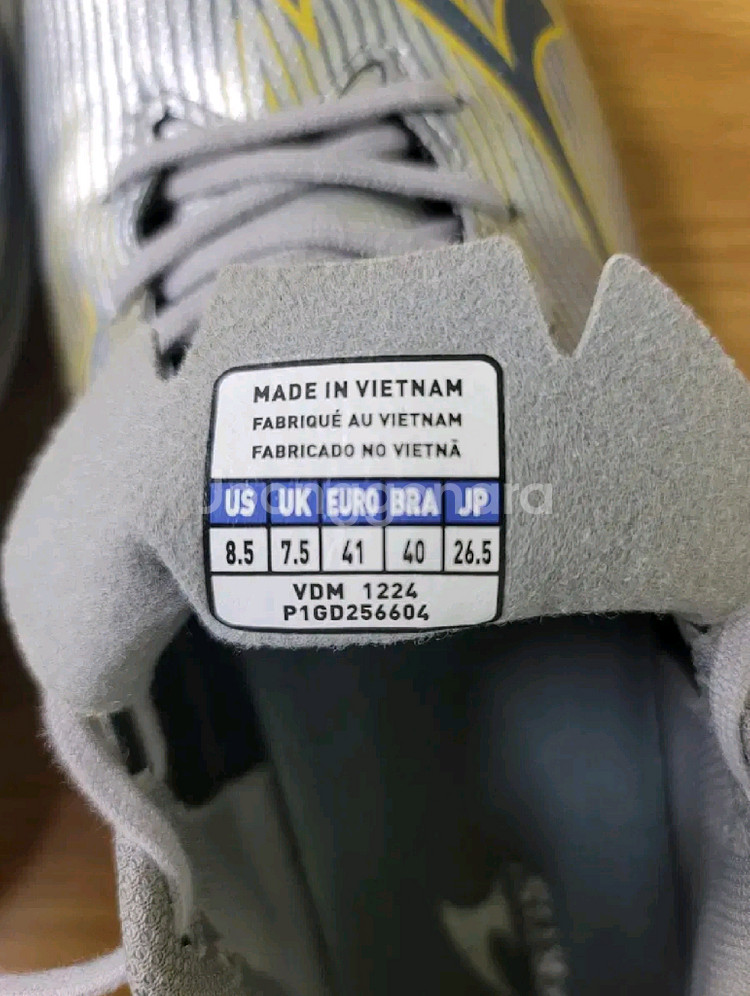 MADE IN VIETNAM
FABRIQUÉ AU VIETNAM
FABRICADO NO VIETNÃ
US UK EURO BRA JP
8.5 7.5 41 40 26.5
VDM 1224
P1GD256604